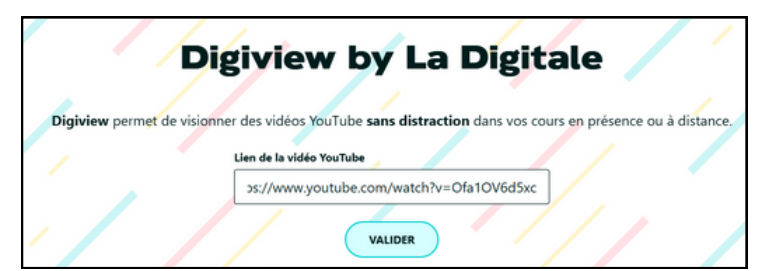 Digiview by La Digitale
Digiview permet de visionner des vidéos YouTube sans distraction dans vos cours en présence ou à distance.
Lien de la vidéo YouTube
ps://www.youtube.com/watch?v=Ofa1OV6d5xc
VALIDER